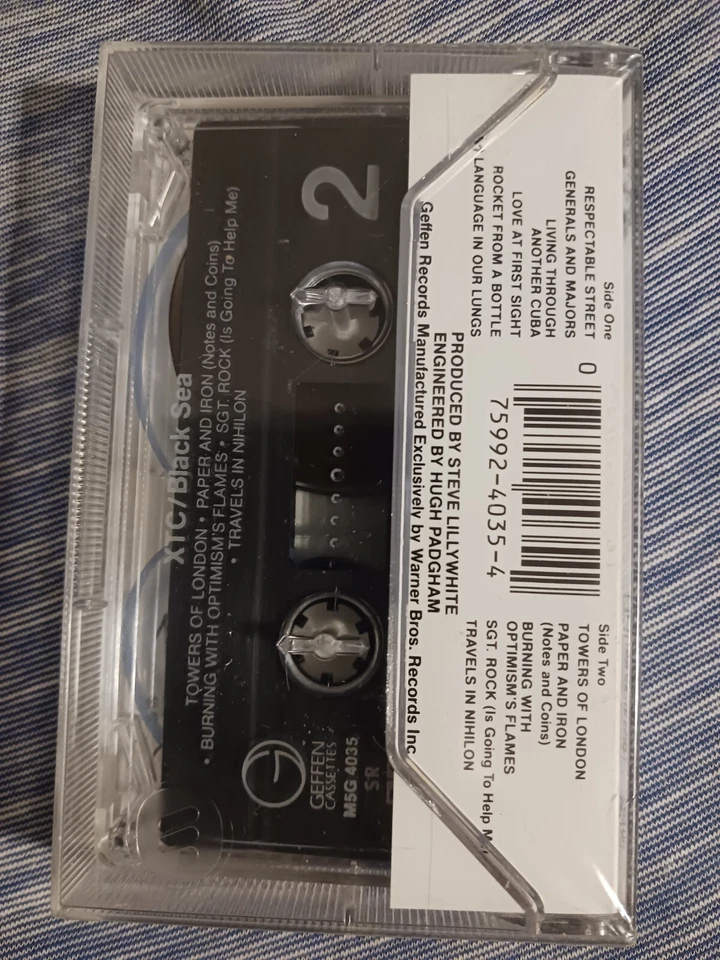 Side One
RESPECTABLE STREET
GENERALS AND MAJORS
LIVING THROUGH
ANOTHER CUBA
LOVE AT FIRST SIGHT
ROCKET FROM A BOTTLE
LANGUAGE IN OUR LUNGS
0 75992-4035-4
Side Two
TOWERS OF LONDON
PAPER AND IRON
(Notes and Coins)
BURNING WITH
OPTIMISM'S FLAMES
SGT. ROCK (Is Going To Help
TRAVELS IN NIHILON
PRODUCED BY STEVE LILLYWHITE
ENGINEERED BY HUGH PADGHAM
Geffen Records Manufactured Exclusively by Warner Bros. Records Inc.
2
GEFFEN
CASSETTES
M5G 4035
SR
XTC/Black Sea
TOWERS OF LONDON • PAPER AND IRON (Notes and Coins)
• BURNING WITH OPTIMISM'S FLAMES • SGT. ROCK (Is Going To Help Me)
• TRAVELS IN NIHILON